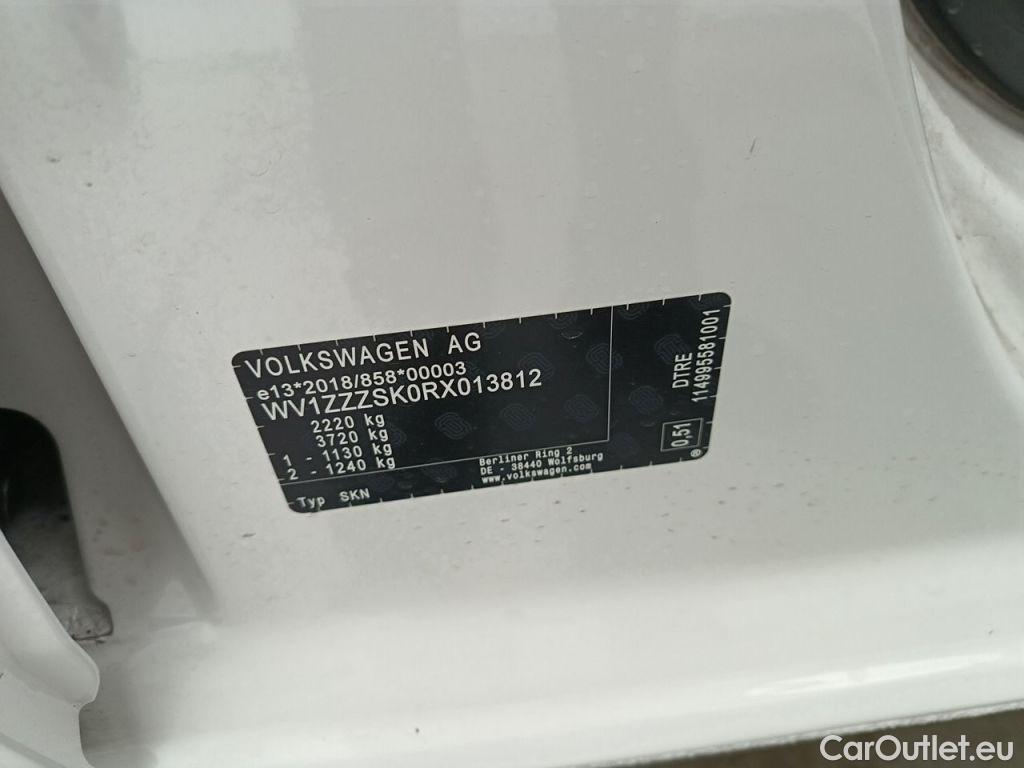 VOLKSWAGEN AG
e13*2018/858*00003
WV1ZZZSK0RX013812
2220 kg
3720 kg
1 - 1130 kg
2 - 1240 kg
Typ SKN
Berliner Ring 2
DE - 38440 Wolfsburg
www.volkswagen.com
0,51
DTRE
114995581001
®
CarOutlet.eu